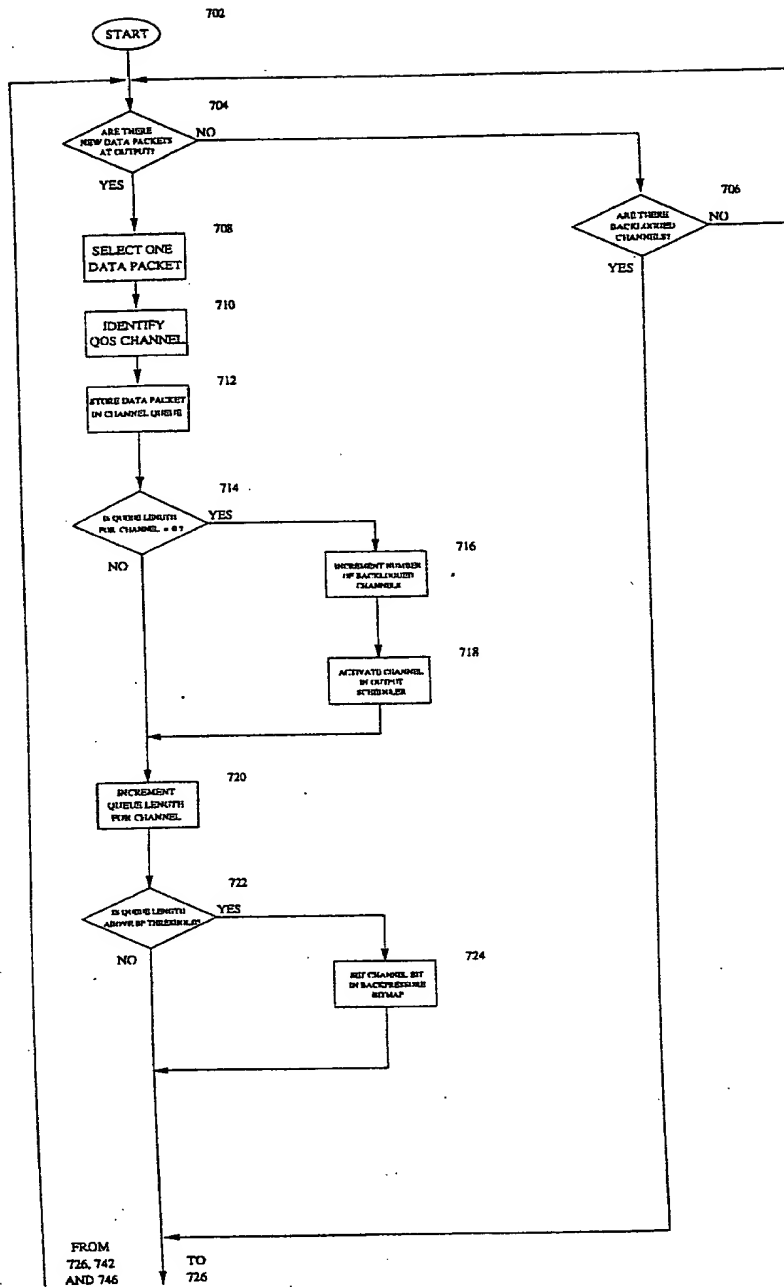 702
START
704
ARE THERE
NEW DATA PACKETS
AT OUTPUT?
NO
YES
706
ARE THERE
BACKLOGGED
CHANNELS?
NO
YES
708
SELECT ONE
DATA PACKET
710
IDENTIFY
QOS CHANNEL
712
STORE DATA PACKET
IN CHANNEL QUEUE
714
IS QUEUE LENGTH
FOR CHANNEL = 0 ?
YES
NO
716
INCREMENT NUMBER
OF BACKLOGGED
CHANNELS
718
ACTIVATE CHANNEL
IN OUTPUT
SCHEDULER
720
INCREMENT
QUEUE LENGTH
FOR CHANNEL
722
IS QUEUE LENGTH
ABOVE BP THRESHOLD?
YES
NO
724
SET CHANNEL BIT
IN BACKPRESSURE
BITMAP
FROM
726, 742
AND 746
TO
726